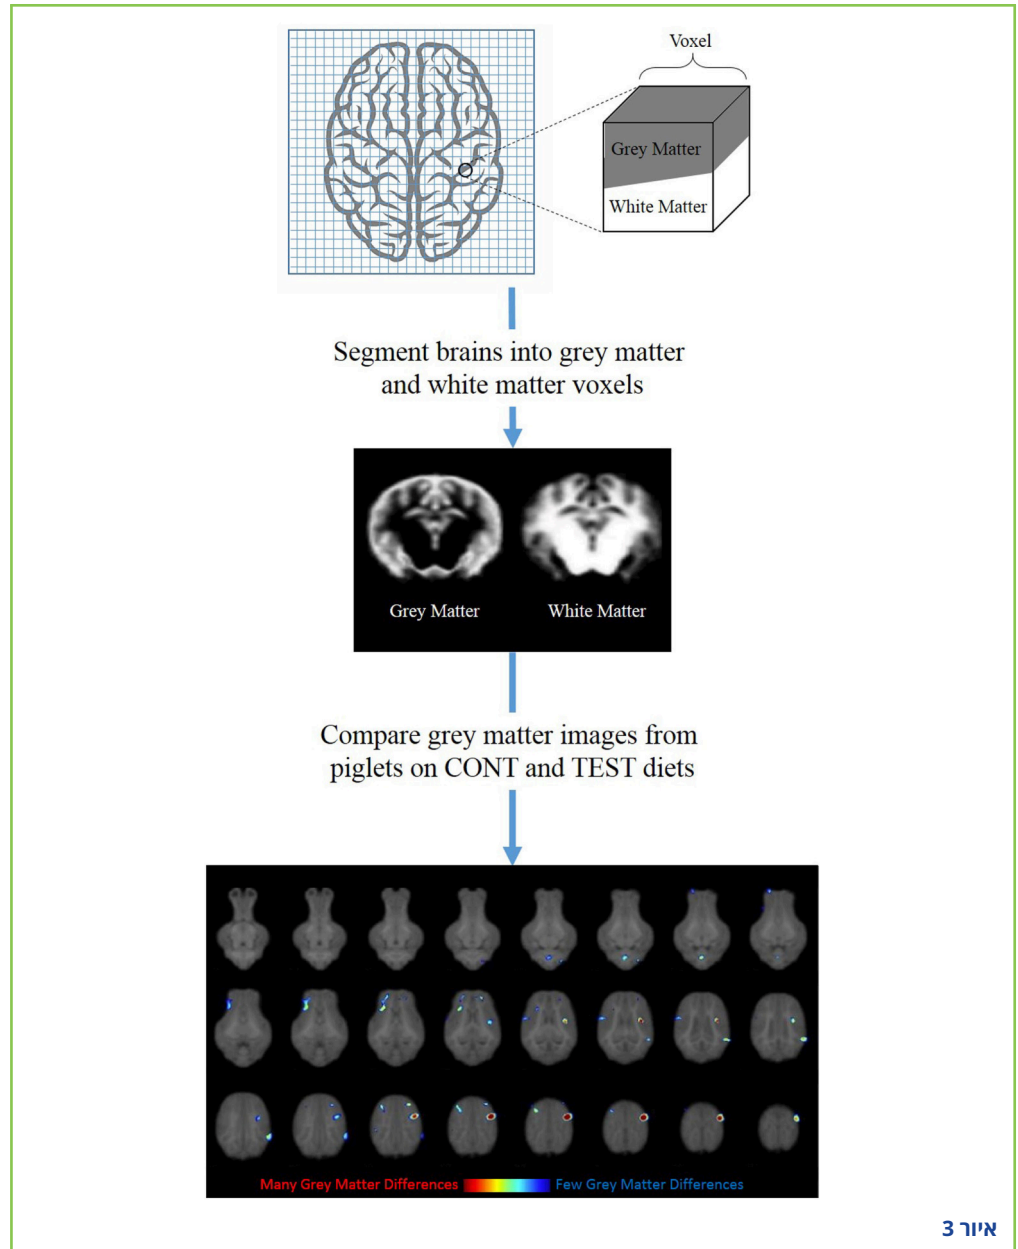 Voxel
Grey Matter
White Matter
Segment brains into grey matter
and white matter voxels
Grey Matter White Matter
Compare grey matter images from
piglets on CONT and TEST diets
Many Grey Matter Differences Few Grey Matter Differences
איור 3